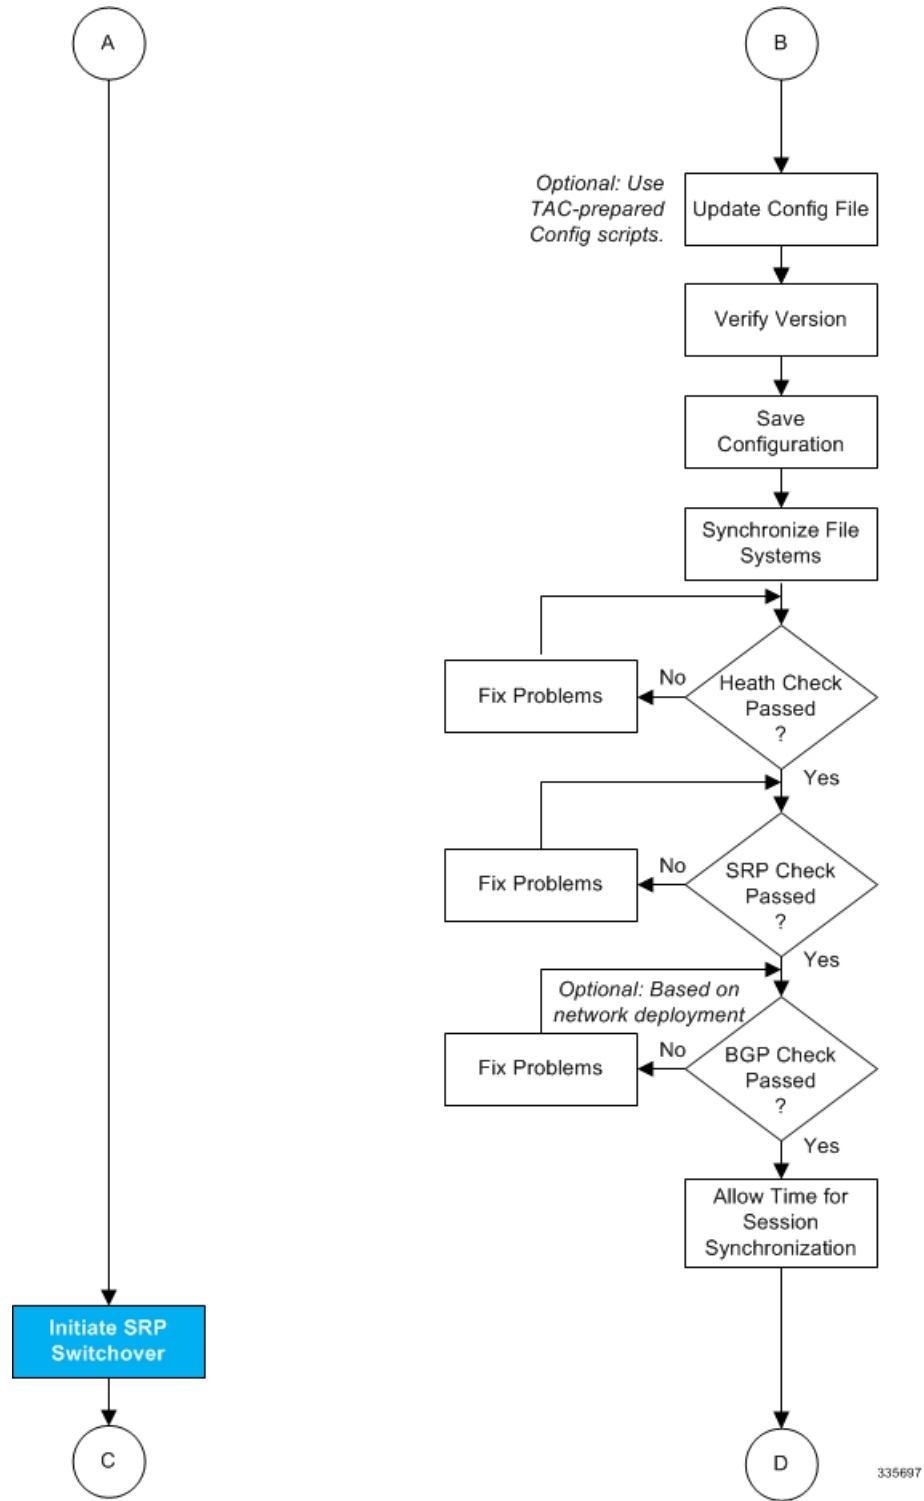 A
B
Optional: Use
TAC-prepared
Config scripts.
Update Config File
Verify Version
Save
Configuration
Synchronize File
Systems
Fix Problems
No
Heath Check
Passed
?
Yes
Fix Problems
No
SRP Check
Passed
?
Yes
Optional: Based on
network deployment
Fix Problems
No
BGP Check
Passed
?
Yes
Allow Time for
Session
Synchronization
Initiate SRP
Switchover
C
D
335697